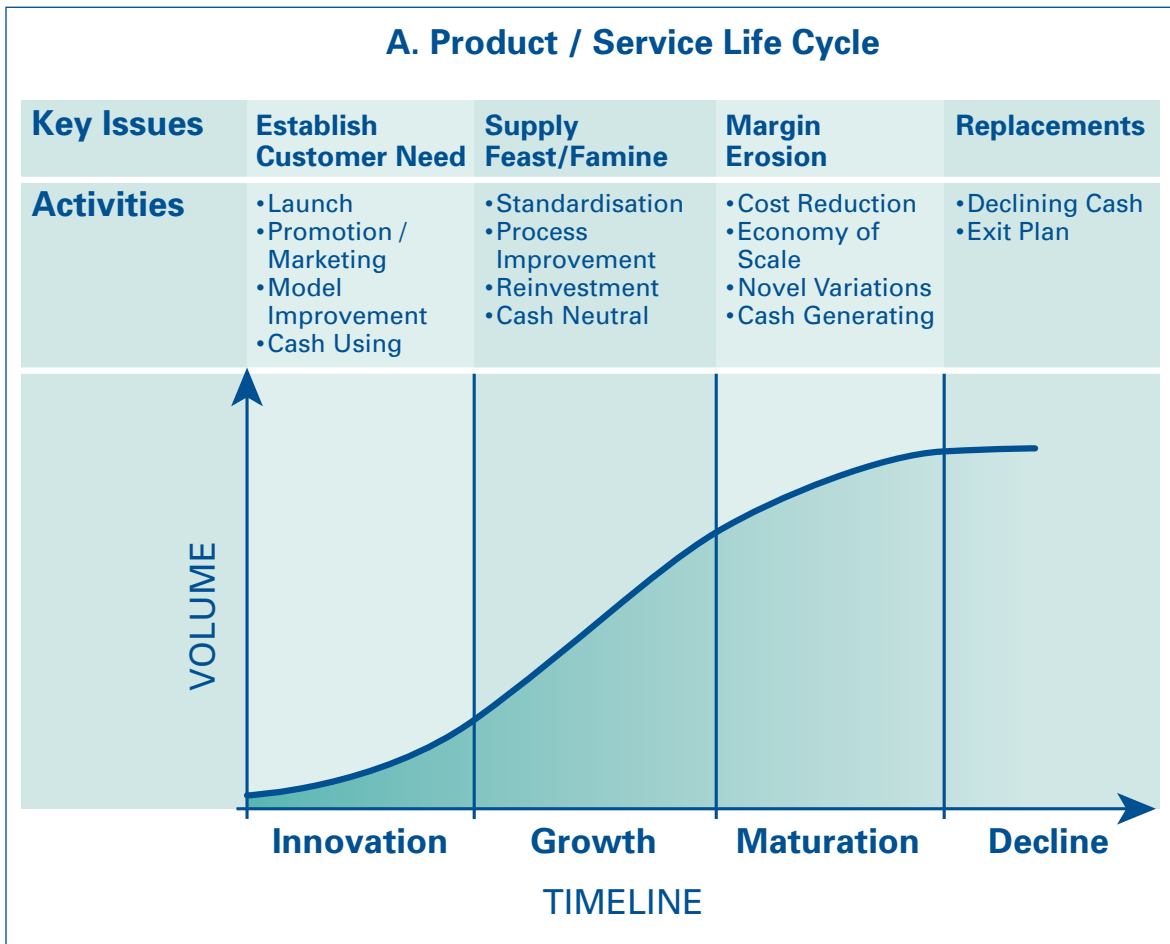 A. Product / Service Life Cycle
Key Issues
Establish
Customer Need
Supply
Feast/Famine
Margin
Erosion
Replacements
Activities
•Launch
•Promotion /
Marketing
•Model
Improvement
•Cash Using
•Standardisation
•Process
Improvement
•Reinvestment
•Cash Neutral
•Cost Reduction
•Economy of
Scale
•Novel Variations
•Cash Generating
•Declining Cash
•Exit Plan
VOLUME
Innovation
Growth
Maturation
Decline
TIMELINE